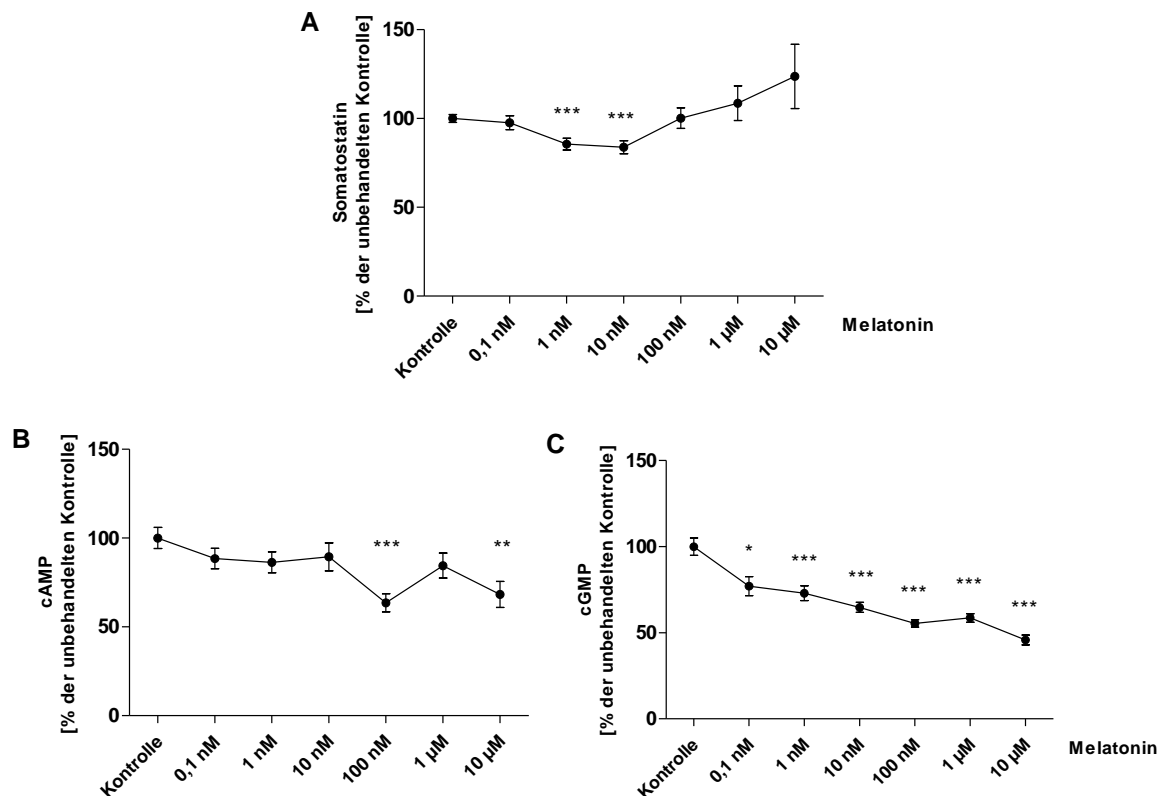 A
Somatostatin
[% der unbehandelten Kontrolle]
150
100
50
0
*** ***
Kontrolle 0,1 nM 1 nM 10 nM 100 nM 1 µM 10 µM
Melatonin
B
cAMP
[% der unbehandelten Kontrolle]
150
100
50
0
*** **
Kontrolle 0,1 nM 1 nM 10 nM 100 nM 1 µM 10 µM
C
cGMP
[% der unbehandelten Kontrolle]
150
100
50
0
* *** *** *** *** ***
Kontrolle 0,1 nM 1 nM 10 nM 100 nM 1 µM 10 µM
Melatonin